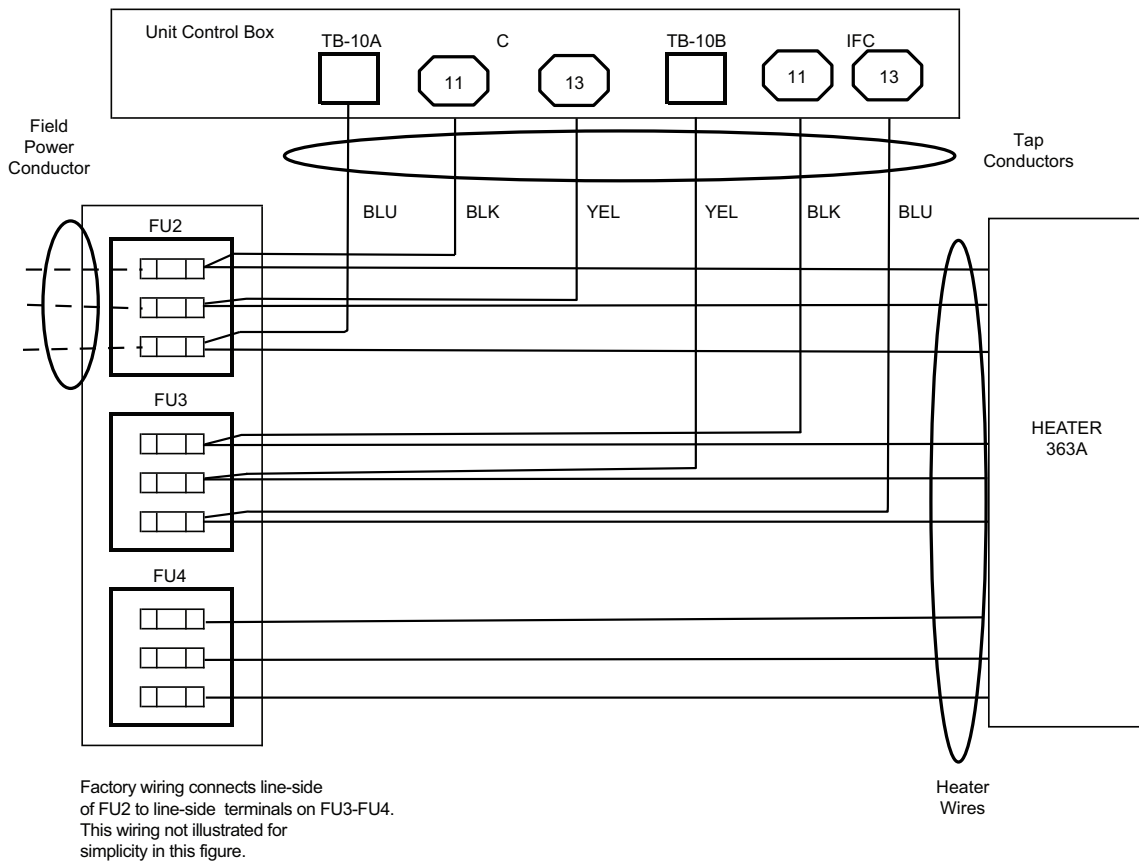 Unit Control Box
TB-10A
C
TB-10B
IFC
11
13
11
13
Field
Power
Conductor
Tap
Conductors
BLU
BLK
YEL
YEL
BLK
BLU
FU2
FU3
HEATER
363A
FU4
Factory wiring connects line-side
of FU2 to line-side terminals on FU3-FU4.
This wiring not illustrated for
simplicity in this figure.
Heater
Wires